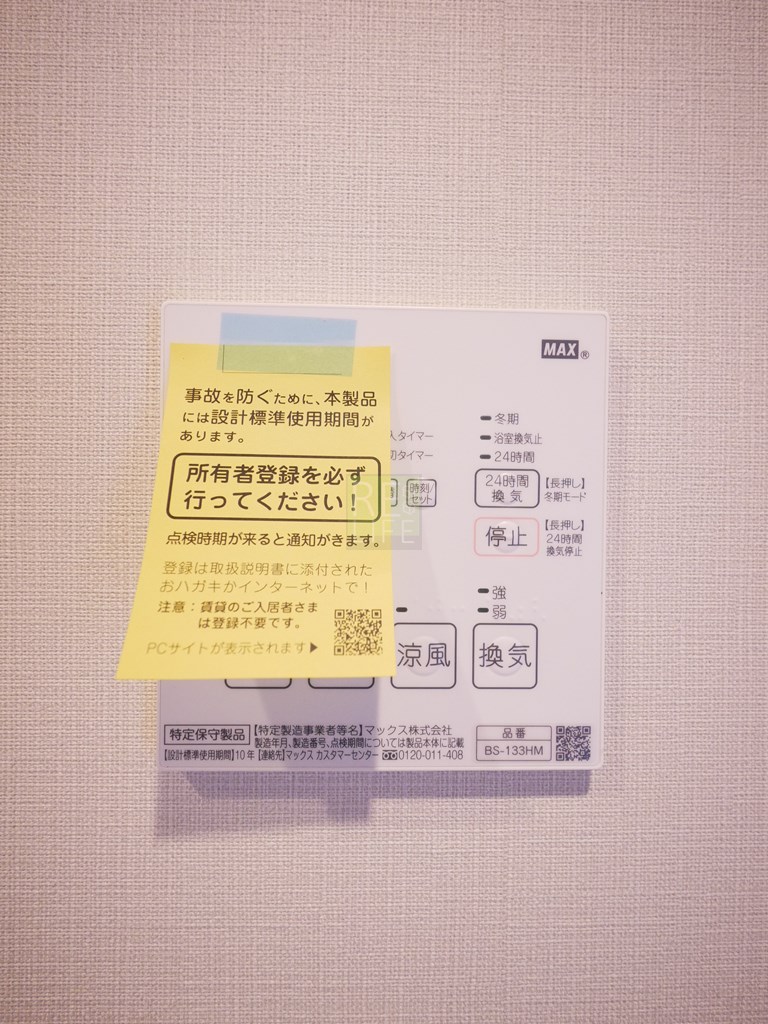 MAX®
事故を防ぐために、本製品
には設計標準使用期間が
あります。
所有者登録を必ず
行ってください！
点検時期が来ると通知がきます。
登録は取扱説明書に添付された
おハガキかインターネットで！
注意：賃貸のご入居者さま
は登録不要です。
PCサイトが表示されます▶
入タイマー
切タイマー
時刻/
セット
冬期
浴室換気止
24時間
24時間
換気
【長押し】
冬期モード
停止
【長押し】
24時間
換気停止
強
弱
涼風
換気
特定保守製品
【特定製造事業者等名】マックス株式会社
製造年月、製造番号、点検期間については製品本体に記載
【設計標準使用期間】10年 【連絡先】マックス カスタマーセンター 0120-011-408
品番
BS-133HM
LIFE